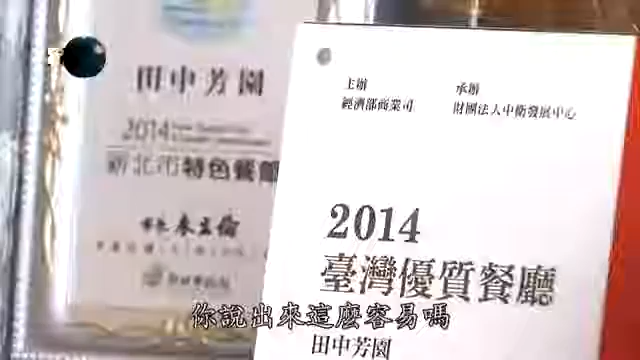 田中芳園
2014
新北市特色餐館
市長 朱立倫
主辦
經濟部商業司
承辦
財團法人中衛發展中心
2014
臺灣優質餐廳
田中芳園
你說出來這麼容易嗎